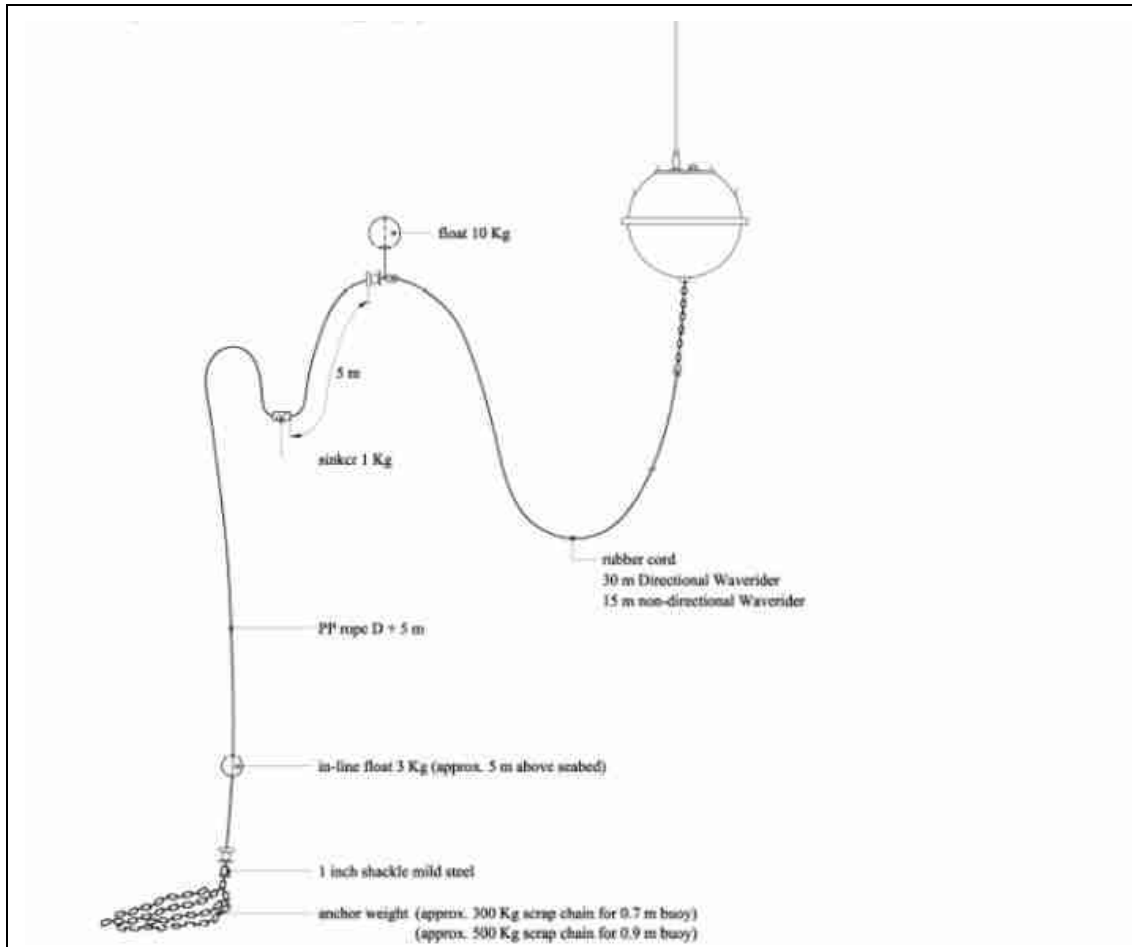 float 10 Kg
5 m
sinker 1 Kg
rubber cord
30 m Directional Waverider
15 m non-directional Waverider
PP rope D + 5 m
in-line float 3 Kg (approx. 5 m above seabed)
1 inch shackle mild steel
anchor weight (approx. 300 Kg scrap chain for 0.7 m buoy)
(approx. 500 Kg scrap chain for 0.9 m buoy)